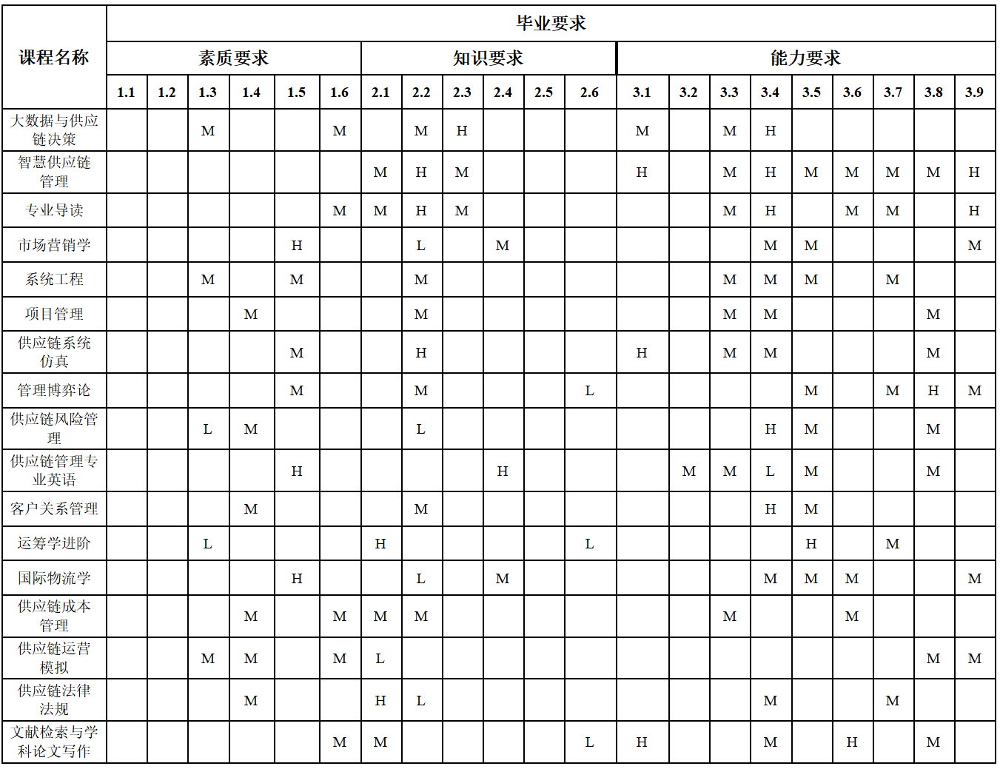 毕业要求
课程名称
素质要求 知识要求 能力要求
1.1 1.2 1.3 1.4 1.5 1.6 2.1 2.2 2.3 2.4 2.5 2.6 3.1 3.2 3.3 3.4 3.5 3.6 3.7 3.8 3.9
大数据与供应
链决策
M M M H M M H
智慧供应链
管理
M H M H M H M M M M H
专业导读 M M H M M H M M H
市场营销学 H L M M M M
系统工程 M M M M M M M
项目管理 M M M M M
供应链系统
仿真
M H H M M M
管理博弈论 M M L M M H M
供应链风险管
理
L M L H M M
供应链管理专
业英语
H H M M L M M
客户关系管理 M M H M
运筹学进阶 L H L H M
国际物流学 H L M M M M M
供应链成本
管理
M M M M M M
供应链运营
模拟
M M M L M M
供应链法律
法规
M H L M M
文献检索与学
科论文写作
M M L H M H M